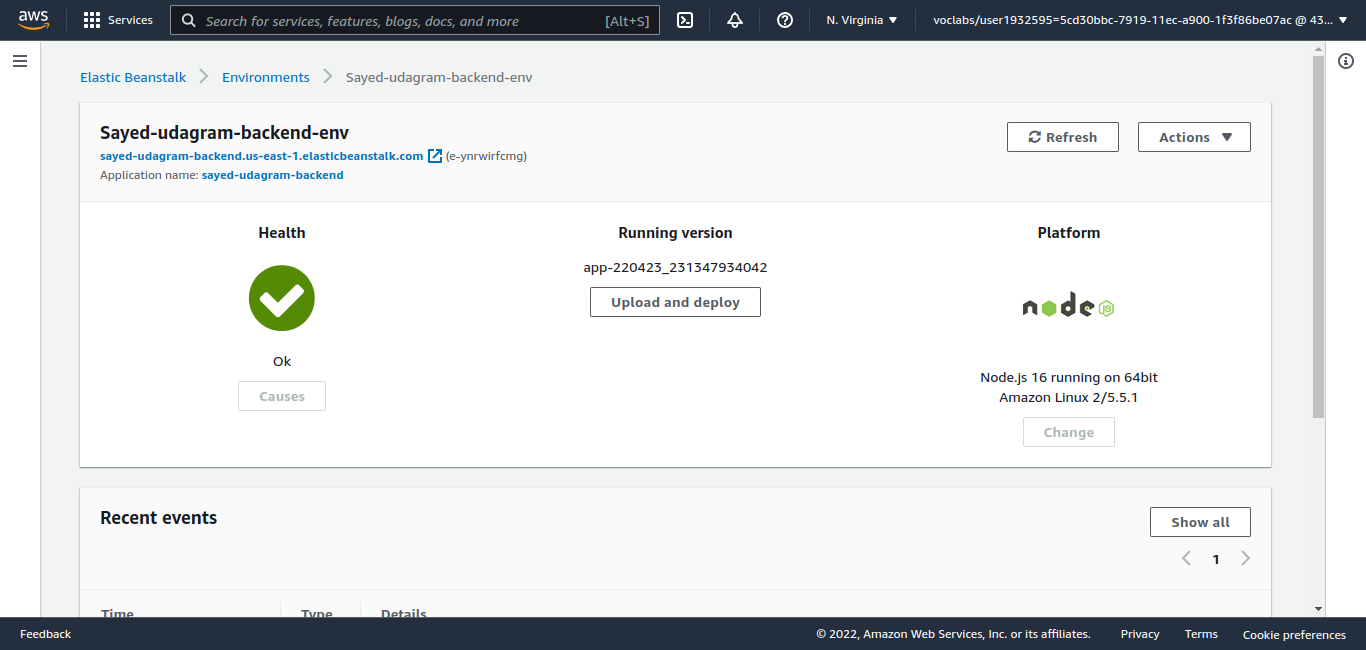 aws
Services
Search for services, features, blogs, docs, and more
[Alt+S]
N. Virginia
voclabs/user1932595=5cd30bbc-7919-11ec-a900-1f3f86be07ac @ 43...
Elastic Beanstalk
Environments
Sayed-udagram-backend-env
Sayed-udagram-backend-env
sayed-udagram-backend.us-east-1.elasticbeanstalk.com (e-ynrwirfcmg)
Application name: sayed-udagram-backend
Refresh
Actions
Health
Ok
Causes
Running version
app-220423_231347934042
Upload and deploy
Platform
node JS
Node.js 16 running on 64bit
Amazon Linux 2/5.5.1
Change
Recent events
Show all
1
Time
Type
Details
Feedback
© 2022, Amazon Web Services, Inc. or its affiliates.
Privacy
Terms
Cookie preferences